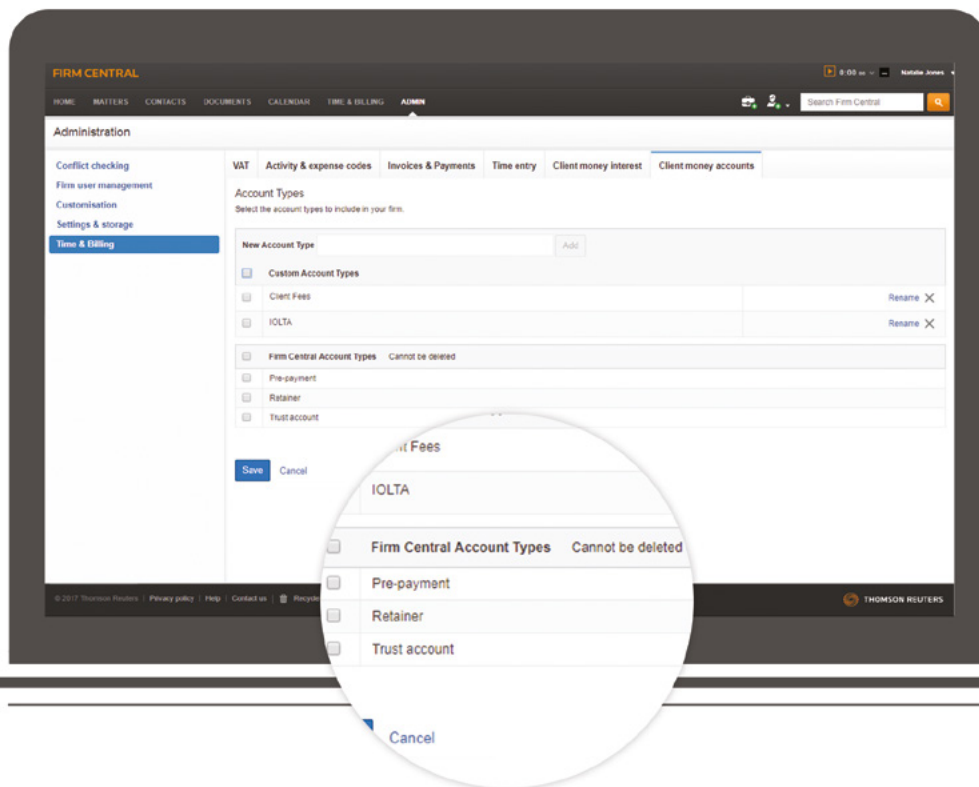 FIRM CENTRAL
0:00 Natalie Jones
HOME MATTERS CONTACTS DOCUMENTS CALENDAR TIME & BILLING ADMIN Search Firm Central
Administration
Conflict checking
Firm user management
Customisation
Settings & storage
Time & Billing
VAT Activity & expense codes Invoices & Payments Time entry Client money interest Client money accounts
Account Types
Select the account types to include in your firm.
New Account Type Add
Custom Account Types
Client Fees Rename
IOLTA Rename
Firm Central Account Types Cannot be deleted
Pre-payment
Retainer
Trust account
Save Cancel
Fees
IOLTA
Firm Central Account Types Cannot be deleted
Pre-payment
Retainer
Trust account
Cancel
© 2017 Thomson Reuters | Privacy policy | Help | Contact us |
THOMSON REUTERS